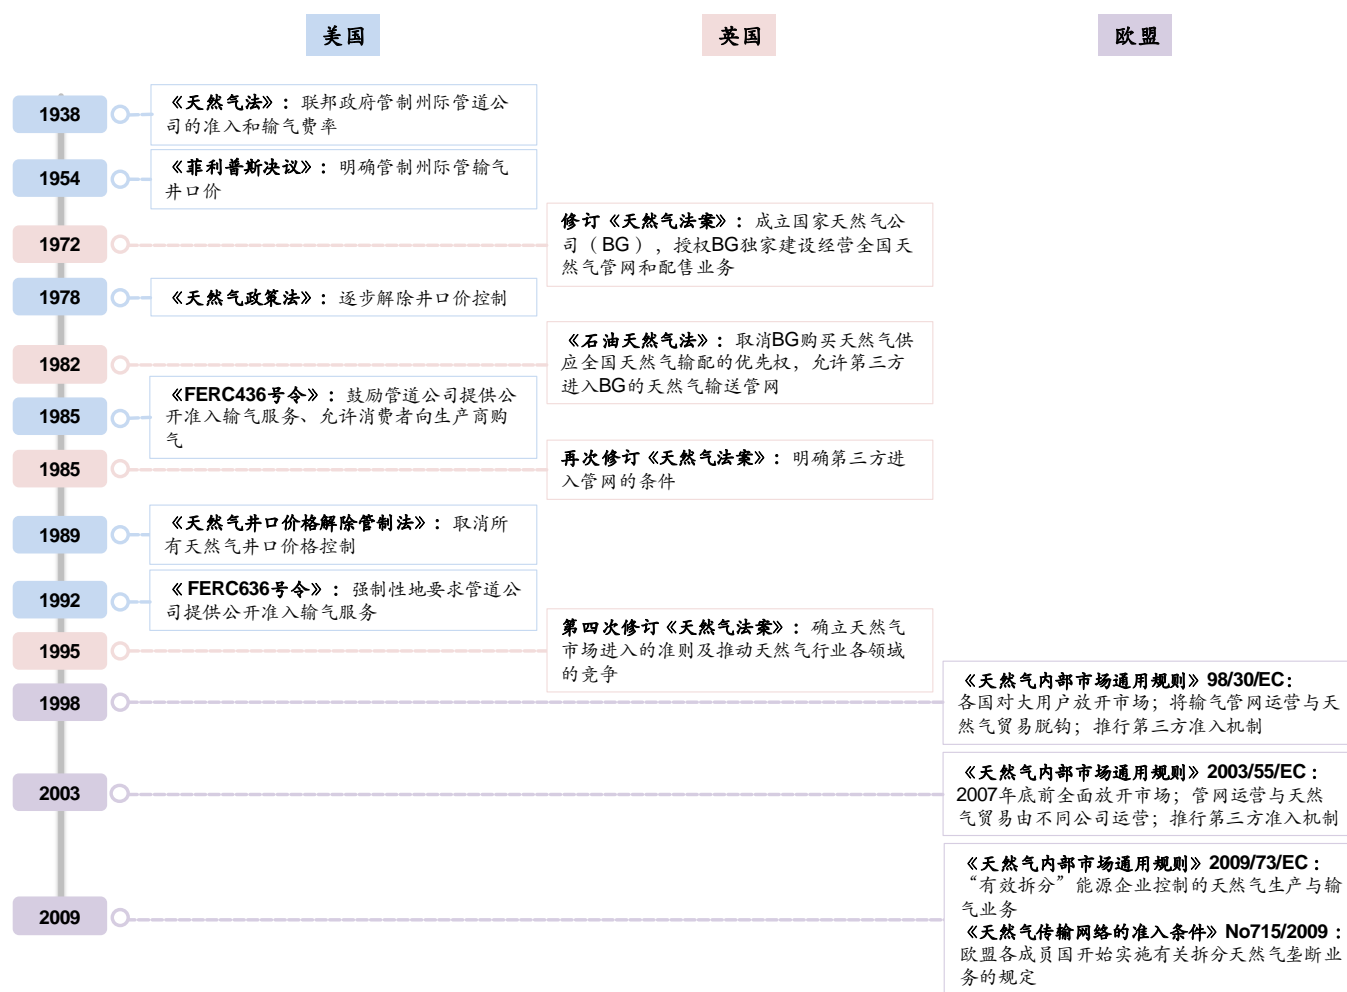 美国
英国
欧盟
1938
《天然气法》：联邦政府管制州际管道公
司的准入和输气费率
1954
《菲利普斯决议》：明确管制州际管输气
井口价
1972
修订《天然气法案》：成立国家天然气公
司（BG），授权BG独家建设经营全国天
然气管网和配售业务
1978
《天然气政策法》：逐步解除井口价控制
1982
《石油天然气法》：取消BG购买天然气供
应全国天然气输配的优先权，允许第三方
进入BG的天然气输送管网
1985
《FERC436号令》：鼓励管道公司提供公
开准入输气服务、允许消费者向生产商购
气
1985
再次修订《天然气法案》：明确第三方进
入管网的条件
1989
《天然气井口价格解除管制法》：取消所
有天然气井口价格控制
1992
《FERC636号令》：强制性地要求管道公
司提供公开准入输气服务
1995
第四次修订《天然气法案》：确立天然气
市场进入的准则及推动天然气行业各领域
的竞争
1998
《天然气内部市场通用规则》98/30/EC：
各国对大用户放开市场；将输气管网运营与天
然气贸易脱钩；推行第三方准入机制
2003
《天然气内部市场通用规则》2003/55/EC：
2007年底前全面放开市场；管网运营与天然
气贸易由不同公司运营；推行第三方准入机制
2009
《天然气内部市场通用规则》2009/73/EC：
“有效拆分”能源企业控制的天然气生产与输
气业务
《天然气传输网络的准入条件》No715/2009：
欧盟各成员国开始实施有关拆分天然气垄断业
务的规定